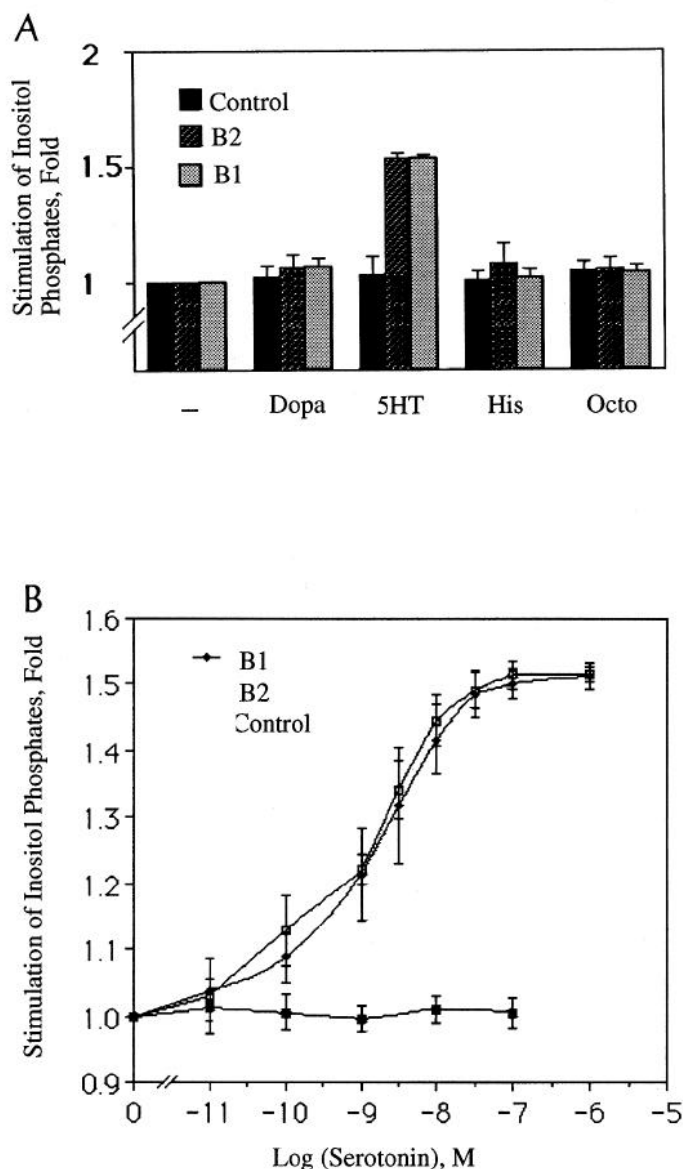 A
Stimulation of Inositol
Phosphates, Fold
2
1.5
1
Control
B2
B1
–
Dopa
5HT
His
Octo
B
Stimulation of Inositol Phosphates, Fold
1.6
1.5
1.4
1.3
1.2
1.1
1.0
0.9
B1
B2
Control
0
-11
-10
-9
-8
-7
-6
-5
Log (Serotonin), M